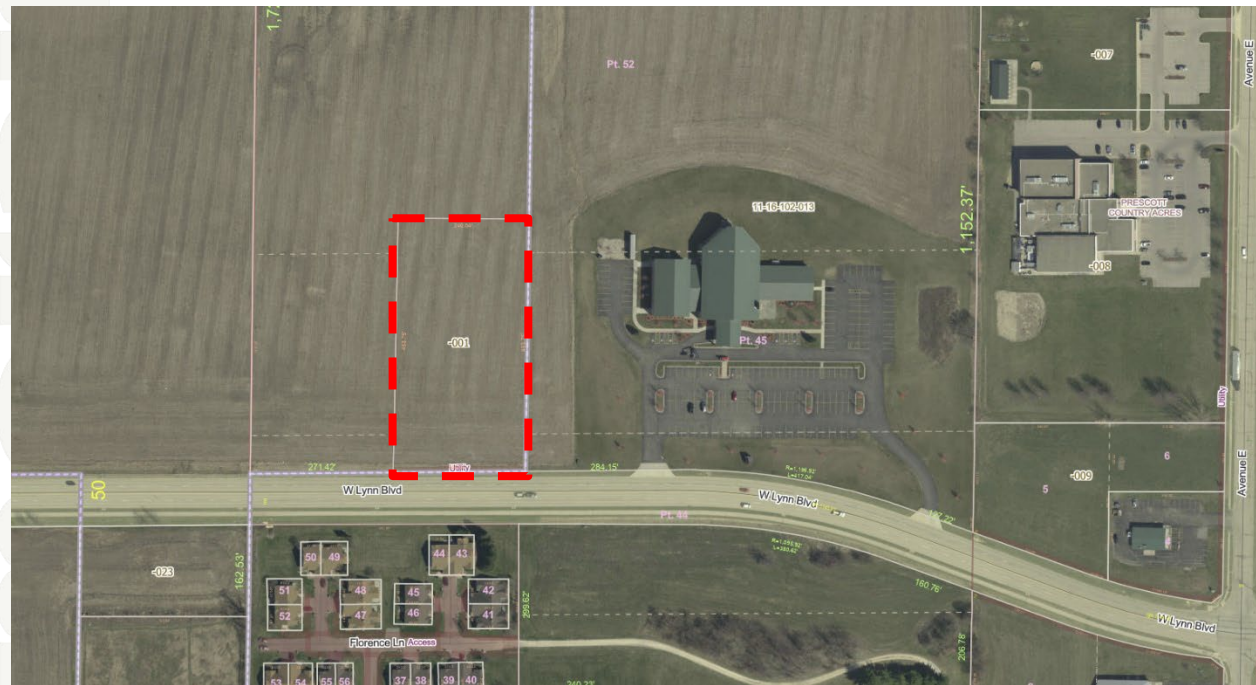 Pt. 52
-007
Avenue E
11-16-102-013
1,152.37'
PRESCOTT
COUNTRY ACRES
-008
-001
Pt. 45
Utility
271.42'
Utility
284.15'
W Lynn Blvd
W Lynn Blvd
50
-009
6
5
Avenue E
162.53'
-023
50
49
44
43
51
48
45
42
52
47
46
41
299.62'
160.76'
W Lynn Blvd
206.78'
Florence Ln
Access
53
54
55
56
37
38
39
40